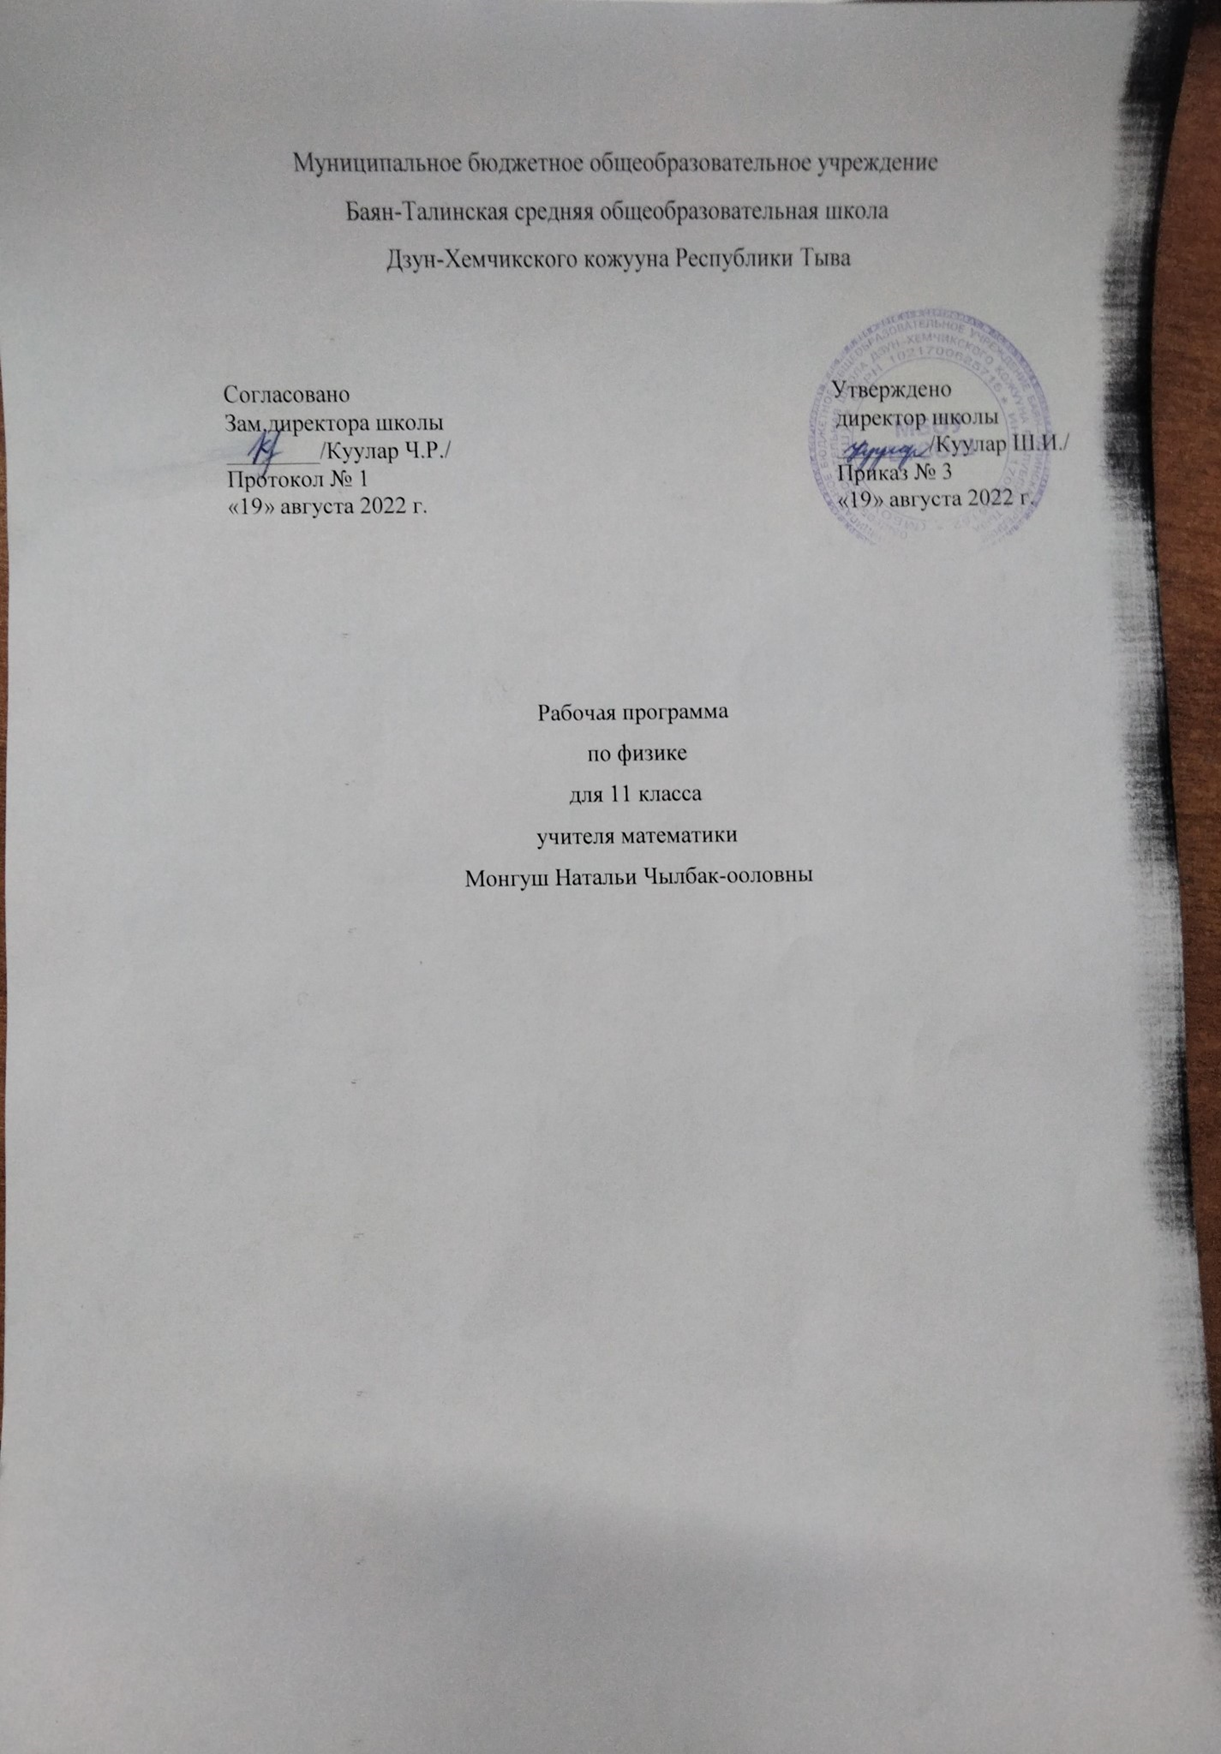 Муниципальное бюджетное общеобразовательное учреждение
Баян-Талинская средняя общеобразовательная школа
Дзун-Хемчикского кожууна Республики Тыва
Согласовано
Зам.директора школы
/Куулар Ч.Р./
Протокол № 1
«19» августа 2022 г.
Утверждено
директор школы
/Куулар Ш.И./
Приказ № 3
«19» августа 2022 г.
Рабочая программа
по физике
для 11 класса
учителя математики
Монгуш Натальи Чылбак-ооловны